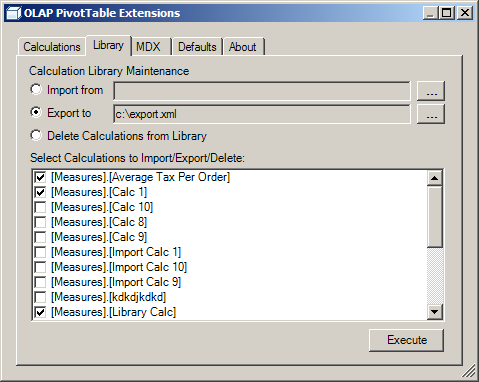 OLAP PivotTable Extensions
Calculations Library MDX Defaults About
Calculation Library Maintenance
Import from ...
Export to c:\export.xml ...
Delete Calculations from Library
Select Calculations to Import/Export/Delete:
[Measures].[Average Tax Per Order]
[Measures].[Calc 1]
[Measures].[Calc 10]
[Measures].[Calc 8]
[Measures].[Calc 9]
[Measures].[Import Calc 1]
[Measures].[Import Calc 10]
[Measures].[Import Calc 9]
[Measures].[kdkdjkdkd]
[Measures].[Library Calc]
Execute